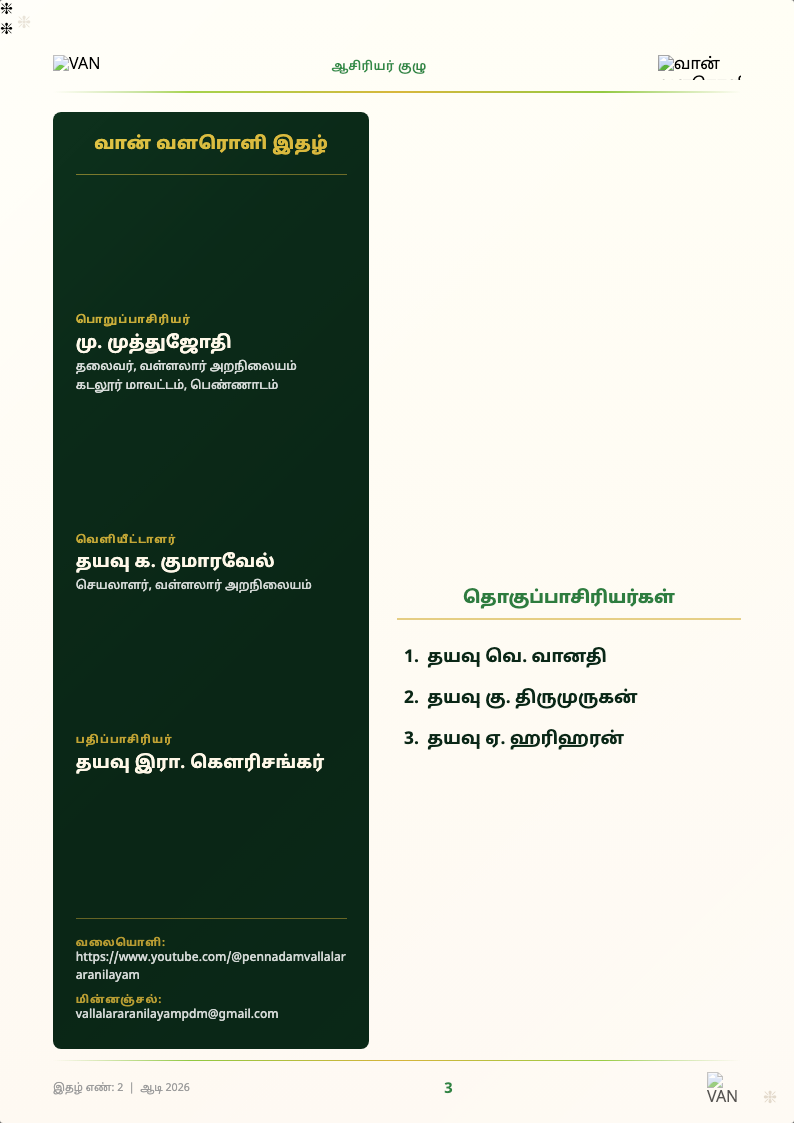 VAN
ஆசிரியர் குழு
வான்
வான் வளரொளி இதழ்
பொறுப்பாசிரியர்
மு. முத்துஜோதி
தலைவர், வள்ளலார் அறநிலையம்
கடலூர் மாவட்டம், பெண்ணாடம்
வெளியீட்டாளர்
தயவு க. குமாரவேல்
செயலாளர், வள்ளலார் அறநிலையம்
பதிப்பாசிரியர்
தயவு இரா. கௌரிசங்கர்
வலையொளி:
https://www.youtube.com/@pennadamvallalar
aranilayam
மின்னஞ்சல்:
vallalararanilayampdm@gmail.com
தொகுப்பாசிரியர்கள்
1. தயவு வெ. வானதி
2. தயவு கு. திருமுருகன்
3. தயவு ஏ. ஹரிஹரன்
இதழ் எண்: 2 | ஆடி 2026
3
VAN